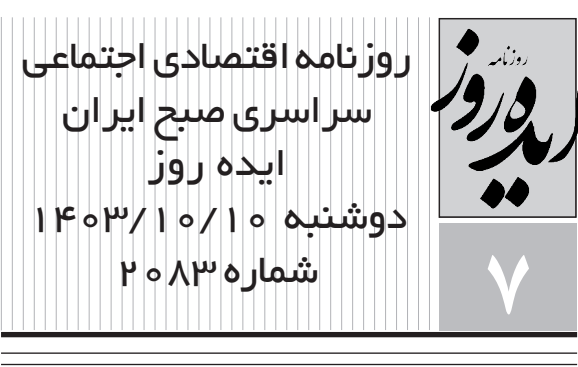 روزنامه
ایده روز
۷
روزنامه اقتصادی اجتماعی
سراسری صبح ایران
ایده روز
دوشنبه ۱۴۰۳/۱۰/۱۰
شماره ۲۰۸۳